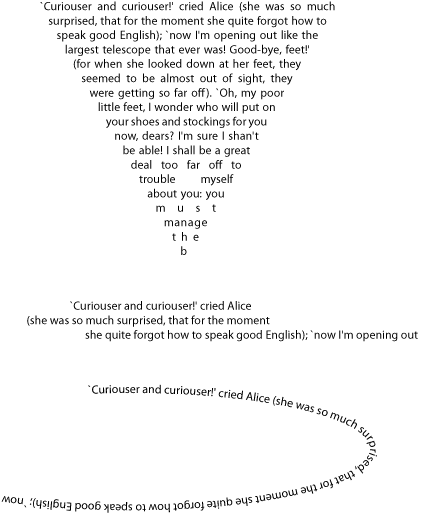 `Curiouser and curiouser!' cried Alice (she was so much
surprised, that for the moment she quite forgot how to
speak good English); `now I'm opening out like the
largest telescope that ever was! Good-bye, feet!'
(for when she looked down at her feet, they
seemed to be almost out of sight, they
were getting so far off). `Oh, my poor
little feet, I wonder who will put on
your shoes and stockings for you
now, dears? I'm sure I shan't
be able! I shall be a great
deal too far off to
trouble myself
about you: you
m u s t
manage
t h e
b
`Curiouser and curiouser!' cried Alice
(she was so much surprised, that for the moment
she quite forgot how to speak good English); `now I'm opening out
`Curiouser and curiouser!' cried Alice (she was so much surprised, that for the moment she quite forgot how to speak good English); `now